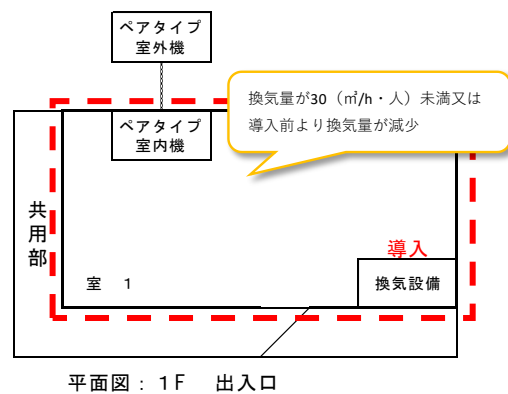 ペアタイプ
室外機
換気量が30（㎥/h・人）未満又は
導入前より換気量が減少
ペアタイプ
室内機
共用部
導入
室　１
換気設備
平面図：１F　出入口